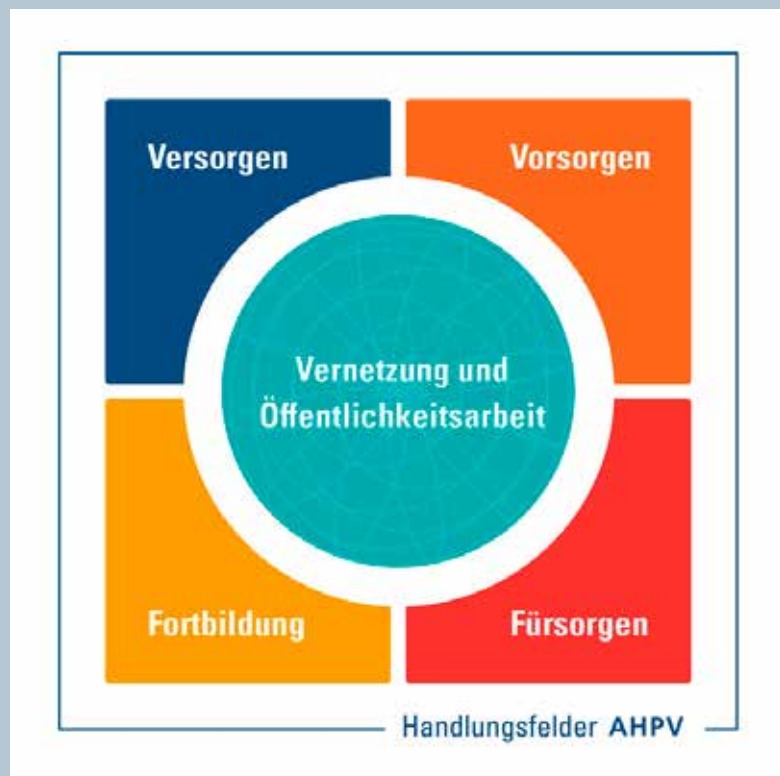 Versorgen
Vorsorgen
Vernetzung und
Öffentlichkeitsarbeit
Fortbildung
Fürsorgen
Handlungsfelder AHPV